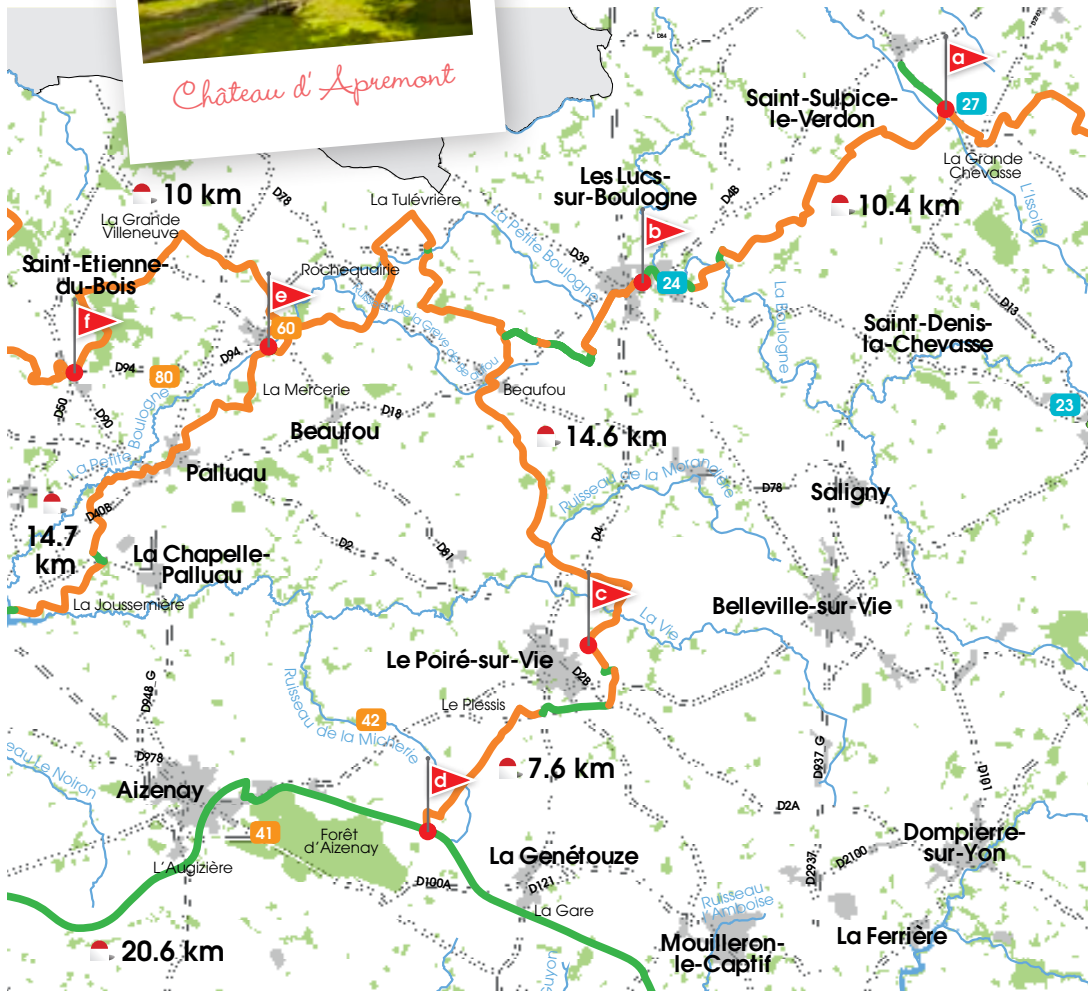 Château d'Apremont
D84
a
27
Saint-Sulpice-
le-Verdon
La Grande
Chevasse
L'Issoire
10 km
D78
La Grande
Villeneuve
La Tulévrière
Les Lucs-
sur-Boulogne
D4B
10.4 km
b
24
La Petite Boulogne
D39
Saint-Etienne-
du-Bois
Rochequairie
e
60
f
La Boulogne
D13
Saint-Denis-
la-Chevasse
D94
D94
80
D50
D90
La Mercerie
Beaufou
D18
Beaufou
23
14.6 km
La Petite Boulogne
Palluau
Ruisseau de la Morandière
D78
Saligny
14.7
km
D40B
D2
D81
D4
La Chapelle-
Palluau
La Joussemière
c
La Vie
Belleville-sur-Vie
Le Poiré-sur-Vie
D2B
D948 G
Ruisseau
de la Micherie
42
Le Plessis
7.6 km
D978
D937 G
D101
Aizenay
d
D2A
41
Forêt
d'Aizenay
L'Augizière
La Genétouze
D121
D100A
D2937
D2100
Dompierre-
sur-Yon
La Gare
Ruisseau
l'Amboise
20.6 km
Mouilleron-
le-Captif
La Ferrière